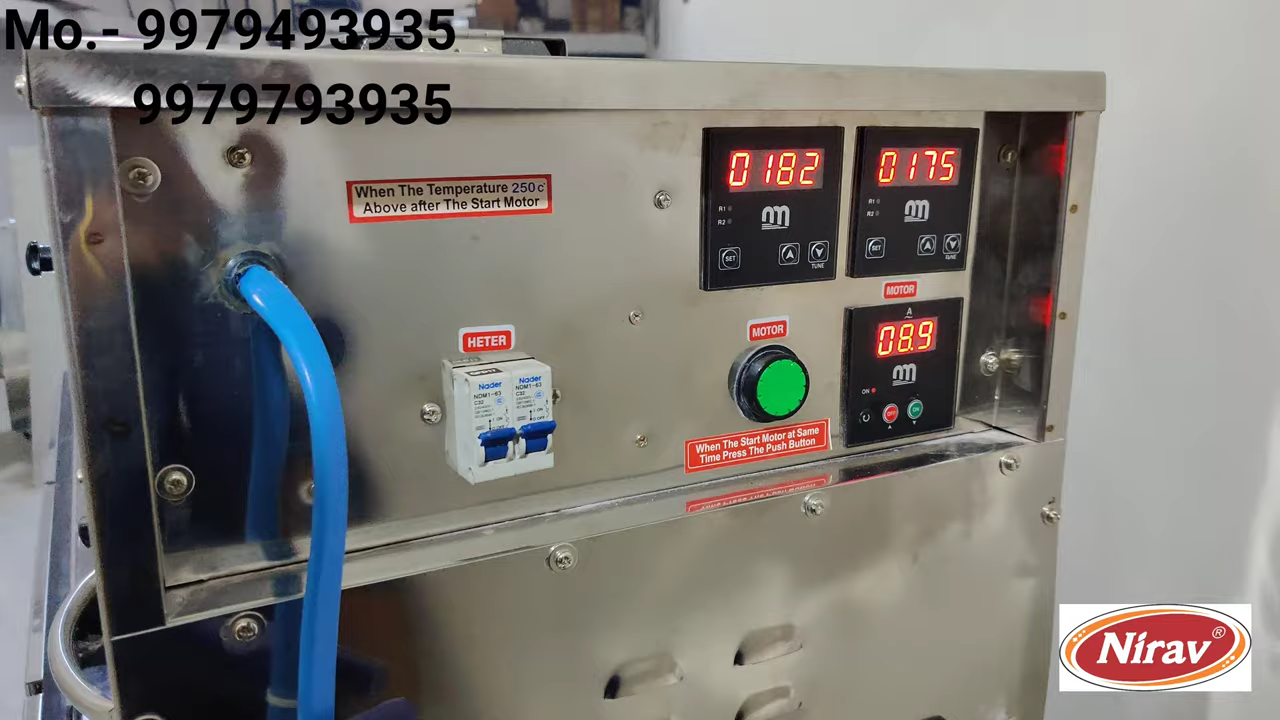 Mo.- 9979493935
9979793935
When The Temperature 250c°
Above after The Start Motor
0182
R1
R2
SET
TUNE
0175
R1
R2
SET
TUNE
HETER
Nader
NDM1-63
C32
Nader
NDM1-63
C32
MOTOR
When The Start Motor at Same
Time Press The Push Button
MOTOR
A
08.9
ON
OFF
ON
Nirav®